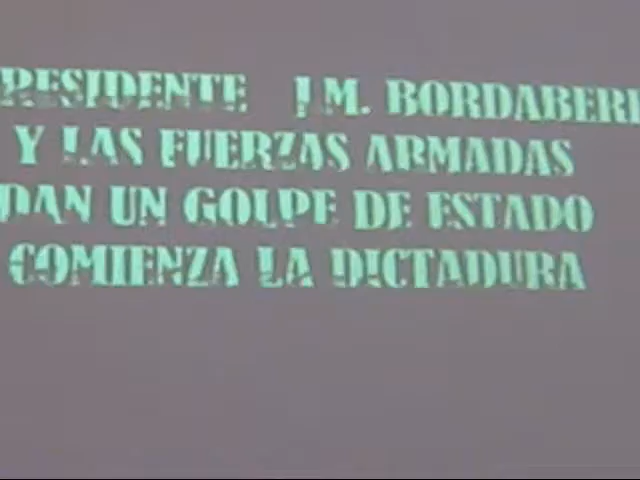 RESIDENTE J.M. BORDABERR
Y LAS FUERZAS ARMADAS
DAN UN GOLPE DE ESTADO
COMIENZA LA DICTADURA